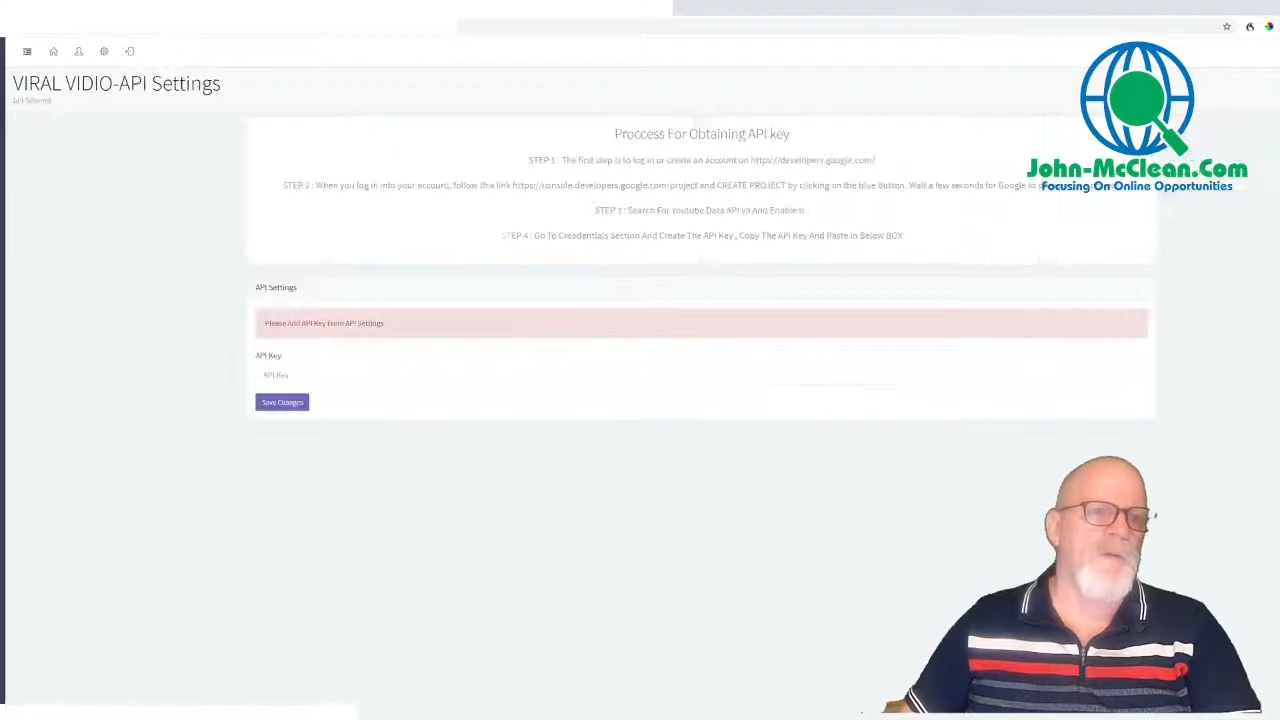 VIRAL VIDIO-API Settings
John-McClean.Com
Focusing On Online Opportunities
Proccess For Obtaining API key
STEP 1 : The first step is to log in or create an account on https://developers.google.com/
STEP 2 : When you log in into your account, follow this link https://console.developers.google.com/project and CREATE PROJECT by clicking on the blue Button. Wait a few seconds for Google to
STEP 3 : Search For Youtube Data API v3 And Enable It .
STEP 4 : Go To Creadentials Section And Create The API Key , Copy The API Key And Paste In Below BOX
API Settings
Please Add API Key From API Settings
API Key
API Key
Save Changes